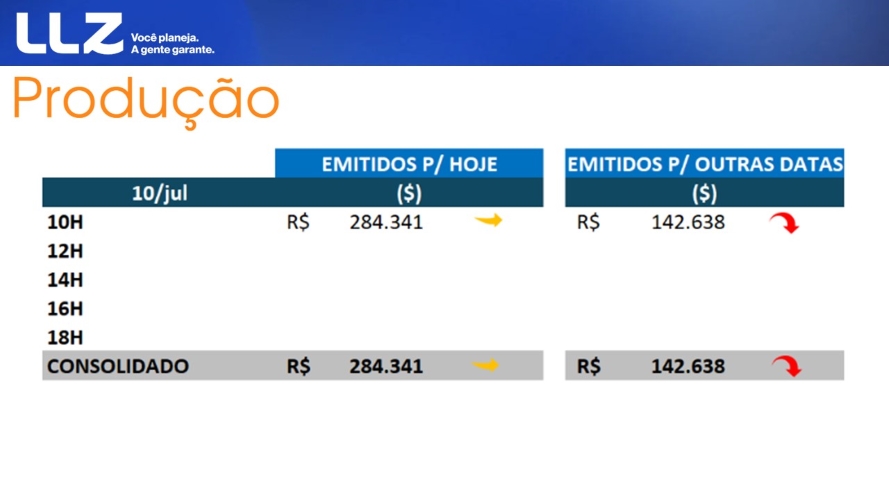 LLZ Você planeja.
A gente garante.
Produção
EMITIDOS P/ HOJE EMITIDOS P/ OUTRAS DATAS
10/jul ($) ($)
10H R$ 284.341 R$ 142.638
12H
14H
16H
18H
CONSOLIDADO R$ 284.341 R$ 142.638